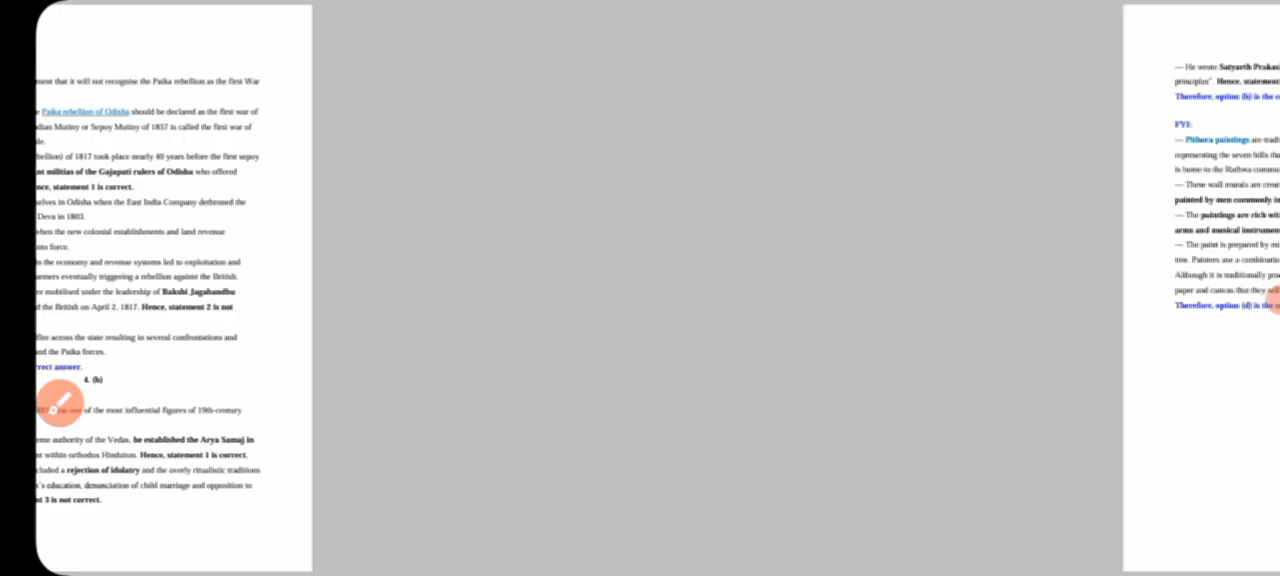 ment that it will not recognise the Paika rebellion as the first War
e Paika rebellion of Odisha should be declared as the first war of
dian Mutiny or Sepoy Mutiny of 1857 is called the first war of
le.
bellion) of 1817 took place nearly 40 years before the first sepoy
nt militias of the Gajapati rulers of Odisha who offered
nce, statement 1 is correct.
selves in Odisha when the East India Company dethroned the
Deva in 1803.
when the new colonial establishments and land revenue
into force.
in the economy and revenue systems led to exploitation and
armers eventually triggering a rebellion against the British.
re mobilised under the leadership of Bakshi Jagabandhu
d the British on April 2, 1817. Hence, statement 2 is not
fire across the state resulting in several confrontations and
and the Paika forces.
rrect answer.
4. (b)
one of the most influential figures of 19th-century
eme authority of the Vedas, he established the Arya Samaj in
nt within orthodox Hinduism. Hence, statement 1 is correct.
cluded a rejection of idolatry and the overly ritualistic traditions
n's education, denunciation of child marriage and opposition to
nt 3 is not correct.
— He wrote Satyarth Prakas
principles". Hence, statement
Therefore, option (b) is the c
FYI:
— Pithora paintings are tradi
representing the seven hills tha
is home to the Rathwa commu
— These wall murals are creat
painted by men commonly in
— The paintings are rich wit
arms and musical instrumen
— The paint is prepared by mi
tree. Painters use a combinatio
Although it is traditionally prac
paper and canvas that they sell
Therefore, option (d) is the c